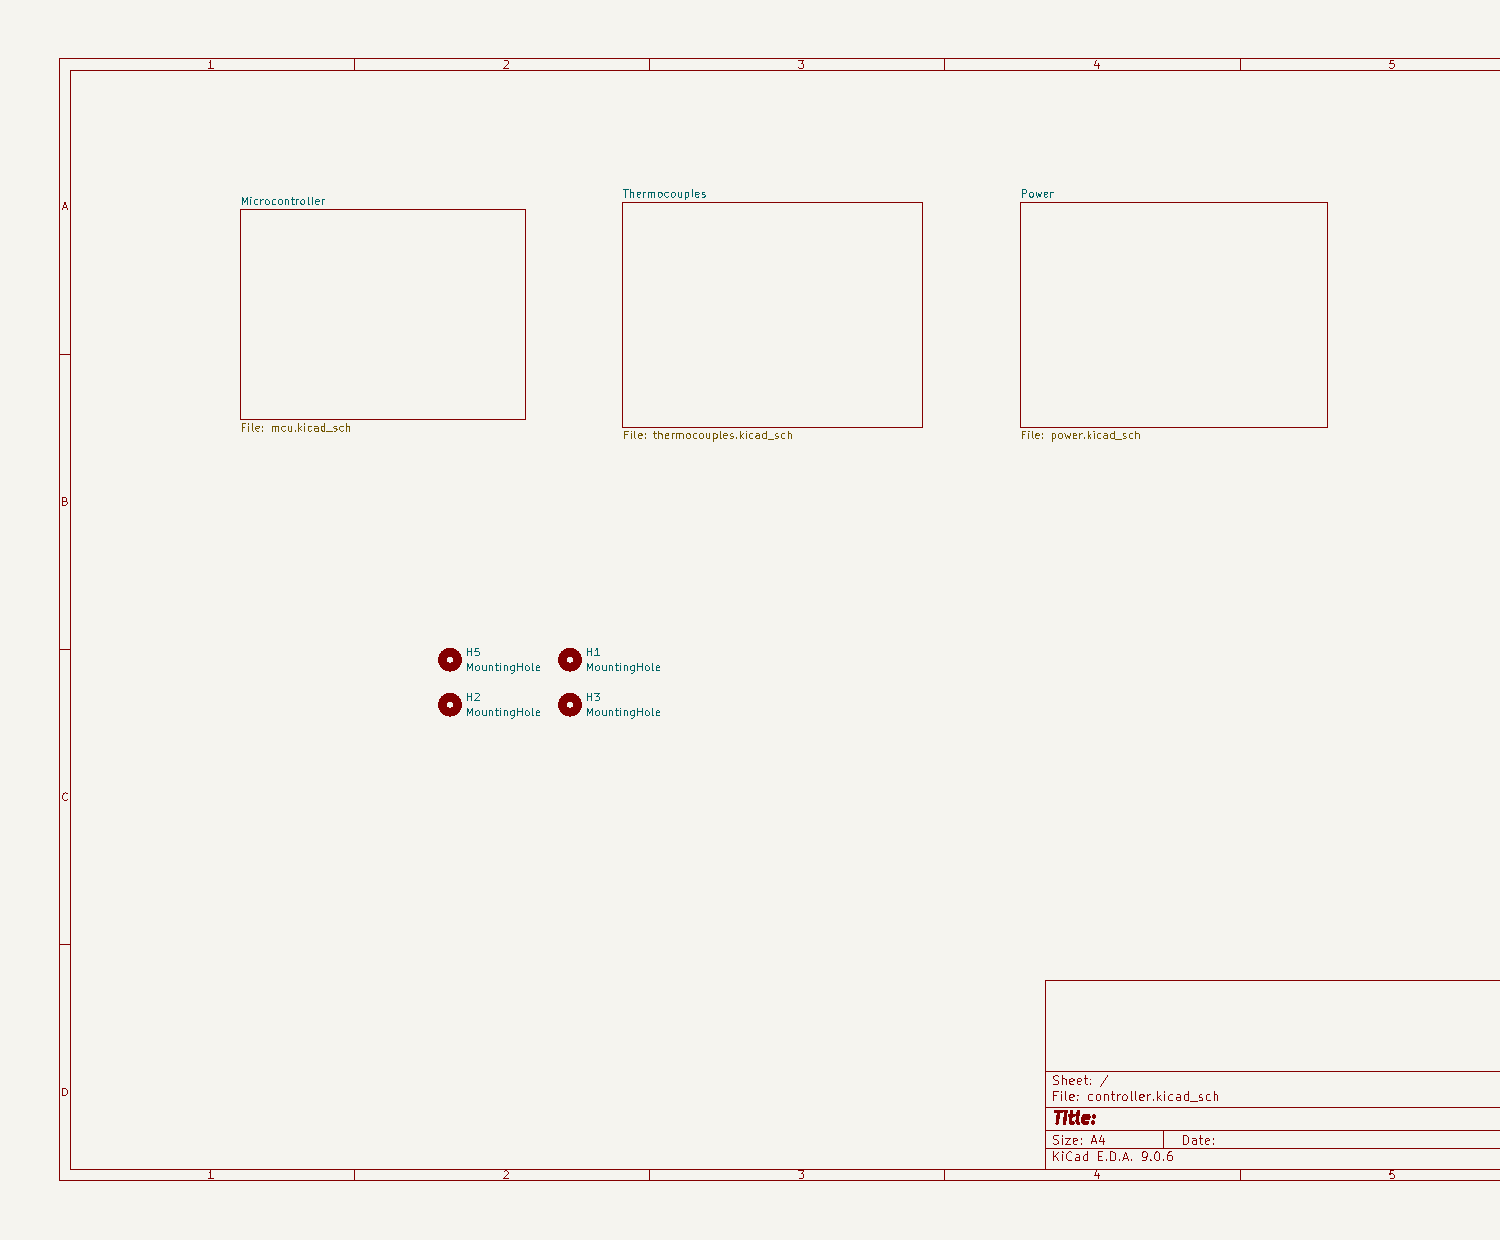 1 2 3 4 5
A
Microcontroller
Thermocouples
Power
File: mcu.kicad_sch
File: thermocouples.kicad_sch
File: power.kicad_sch
B
H5
MountingHole
H1
MountingHole
H2
MountingHole
H3
MountingHole
C
D
Sheet: /
File: controller.kicad_sch
Title:
Size: A4 Date:
KiCad E.D.A. 9.0.6
1 2 3 4 5